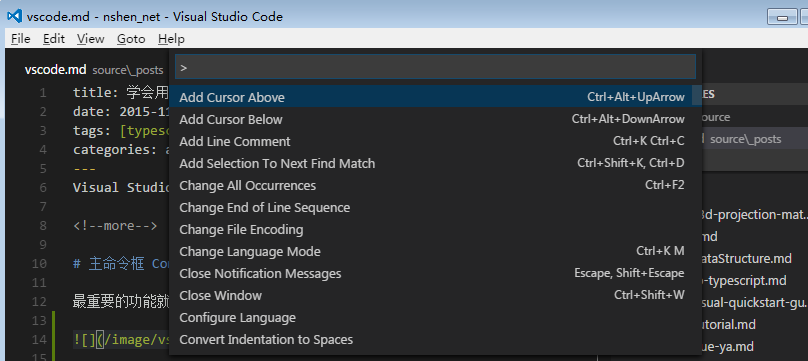 vscode.md - nshen_net - Visual Studio Code
File Edit View Goto Help
vscode.md source\_posts
>
Add Cursor Above Ctrl+Alt+UpArrow
Add Cursor Below Ctrl+Alt+DownArrow
Add Line Comment Ctrl+K Ctrl+C
Add Selection To Next Find Match Ctrl+Shift+K, Ctrl+D
Change All Occurrences Ctrl+F2
Change End of Line Sequence
Change File Encoding
Change Language Mode Ctrl+K M
Close Notification Messages Escape, Shift+Escape
Close Window Ctrl+Shift+W
Configure Language
Convert Indentation to Spaces
1 title: 学会用
2 date: 2015-11
3 tags: [typesc
4 categories: a
5 ---
6 Visual Studio
7
8 <!--more-->
9
10 # 主命令框 Co
11
12 最重要的功能就
13
14 ![](/image/vs
ES
ource
source\_posts
3d-projection-mat...
md
ataStructure.md
-typescript.md
sual-quickstart-gu...
utorial.md
ue-ya.md